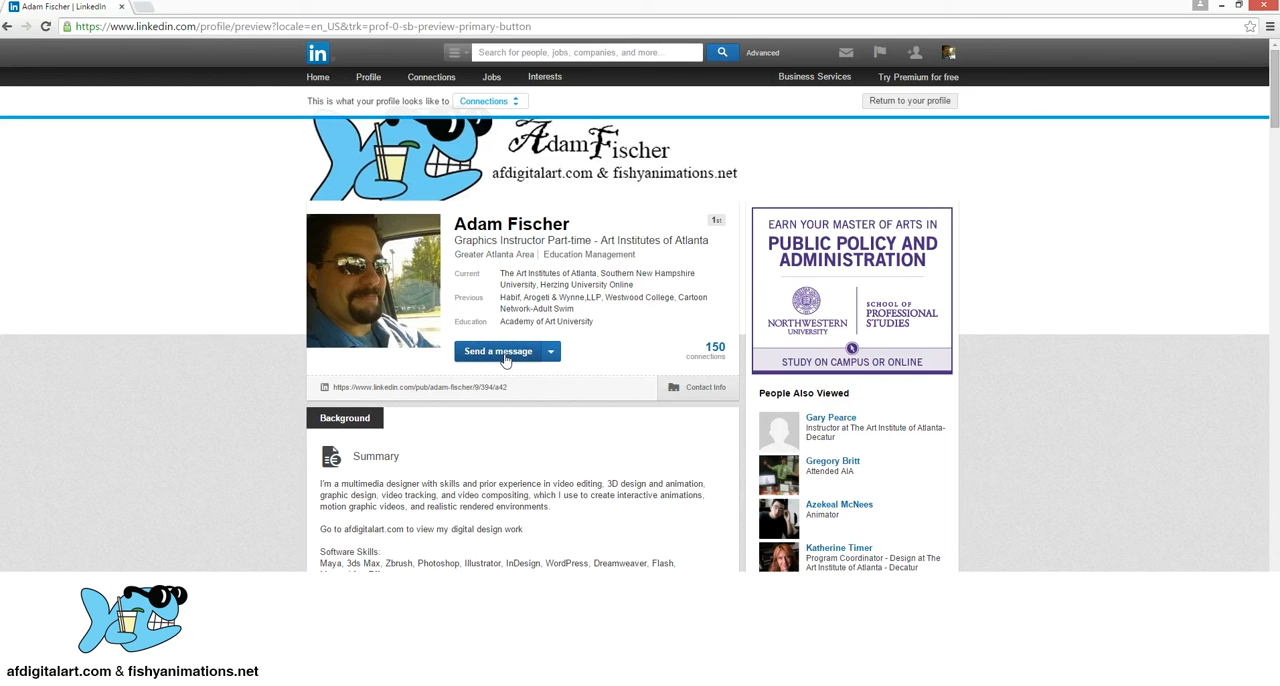 Adam Fischer | LinkedIn
https://www.linkedin.com/profile/preview?locale=en_US&trk=prof-0-sb-preview-primary-button
in
Search for people, jobs, companies, and more...
Advanced
Home Profile Connections Jobs Interests
Business Services Try Premium for free
This is what your profile looks like to Connections
Return to your profile
Adam Fischer
afdigitalart.com & fishyanimations.net
Adam Fischer
1st
Graphics Instructor Part-time - Art Institutes of Atlanta
Greater Atlanta Area | Education Management
Current The Art Institutes of Atlanta, Southern New Hampshire
University, Herzing University Online
Previous Habif, Arogeti & Wynne,LLP, Westwood College, Cartoon
Network-Adult Swim
Education Academy of Art University
Send a message
150
connections
https://www.linkedin.com/pub/adam-fischer/9/394/a42
Contact Info
Background
Summary
I'm a multimedia designer with skills and prior experience in video editing, 3D design and animation,
graphic design, video tracking, and video compositing, which I use to create interactive animations,
motion graphic videos, and realistic rendered environments.
Go to afdigitalart.com to view my digital design work
Software Skills:
Maya, 3ds Max, Zbrush, Photoshop, Illustrator, InDesign, WordPress, Dreamweaver, Flash,
EARN YOUR MASTER OF ARTS IN
PUBLIC POLICY AND
ADMINISTRATION
NORTHWESTERN
UNIVERSITY
SCHOOL OF
PROFESSIONAL
STUDIES
STUDY ON CAMPUS OR ONLINE
People Also Viewed
Gary Pearce
Instructor at The Art Institute of Atlanta-
Decatur
Gregory Britt
Attended AIA
Azekeal McNees
Animator
Katherine Timer
Program Coordinator - Design at The
Art Institute of Atlanta - Decatur
afdigitalart.com & fishyanimations.net